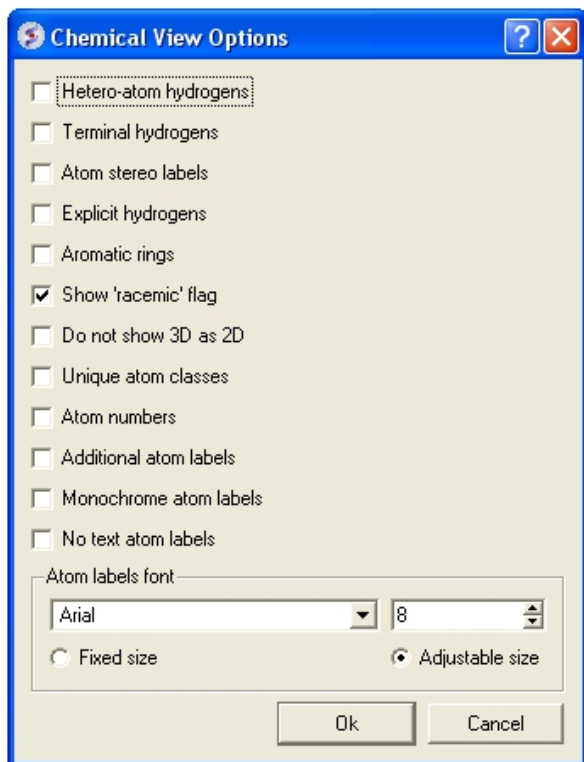 Chemical View Options
Hetero-atom hydrogens
Terminal hydrogens
Atom stereo labels
Explicit hydrogens
Aromatic rings
Show 'racemic' flag
Do not show 3D as 2D
Unique atom classes
Atom numbers
Additional atom labels
Monochrome atom labels
No text atom labels
Atom labels font
Arial 8
Fixed size Adjustable size
Ok Cancel